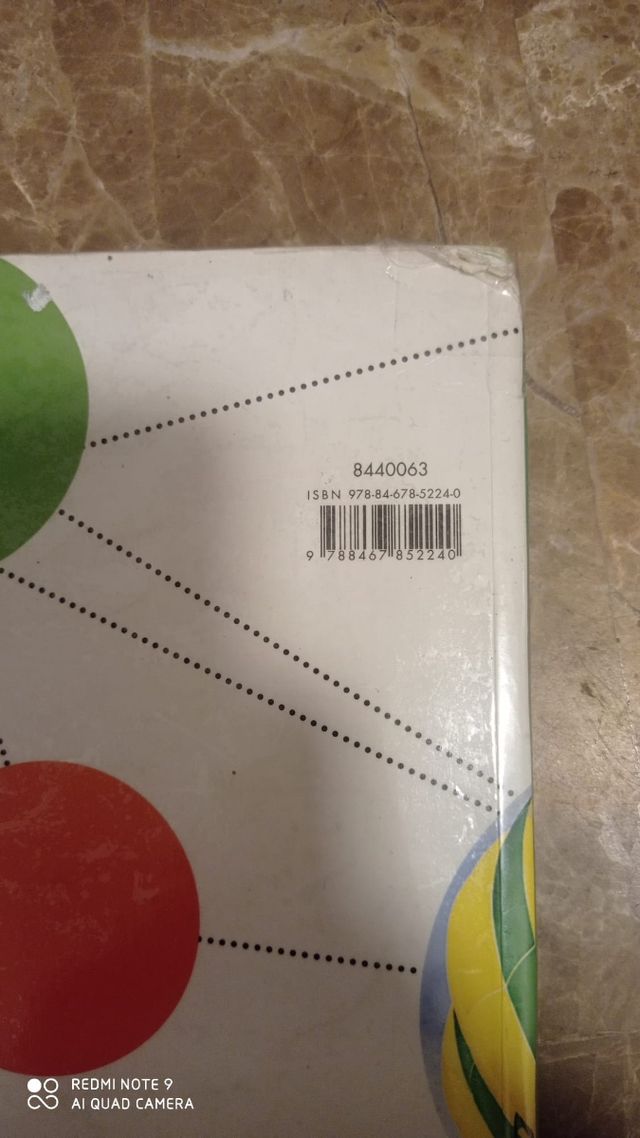 8440063
ISBN 978-84-678-5224-0
9 788467 852240
REDMI NOTE 9
AI QUAD CAMERA